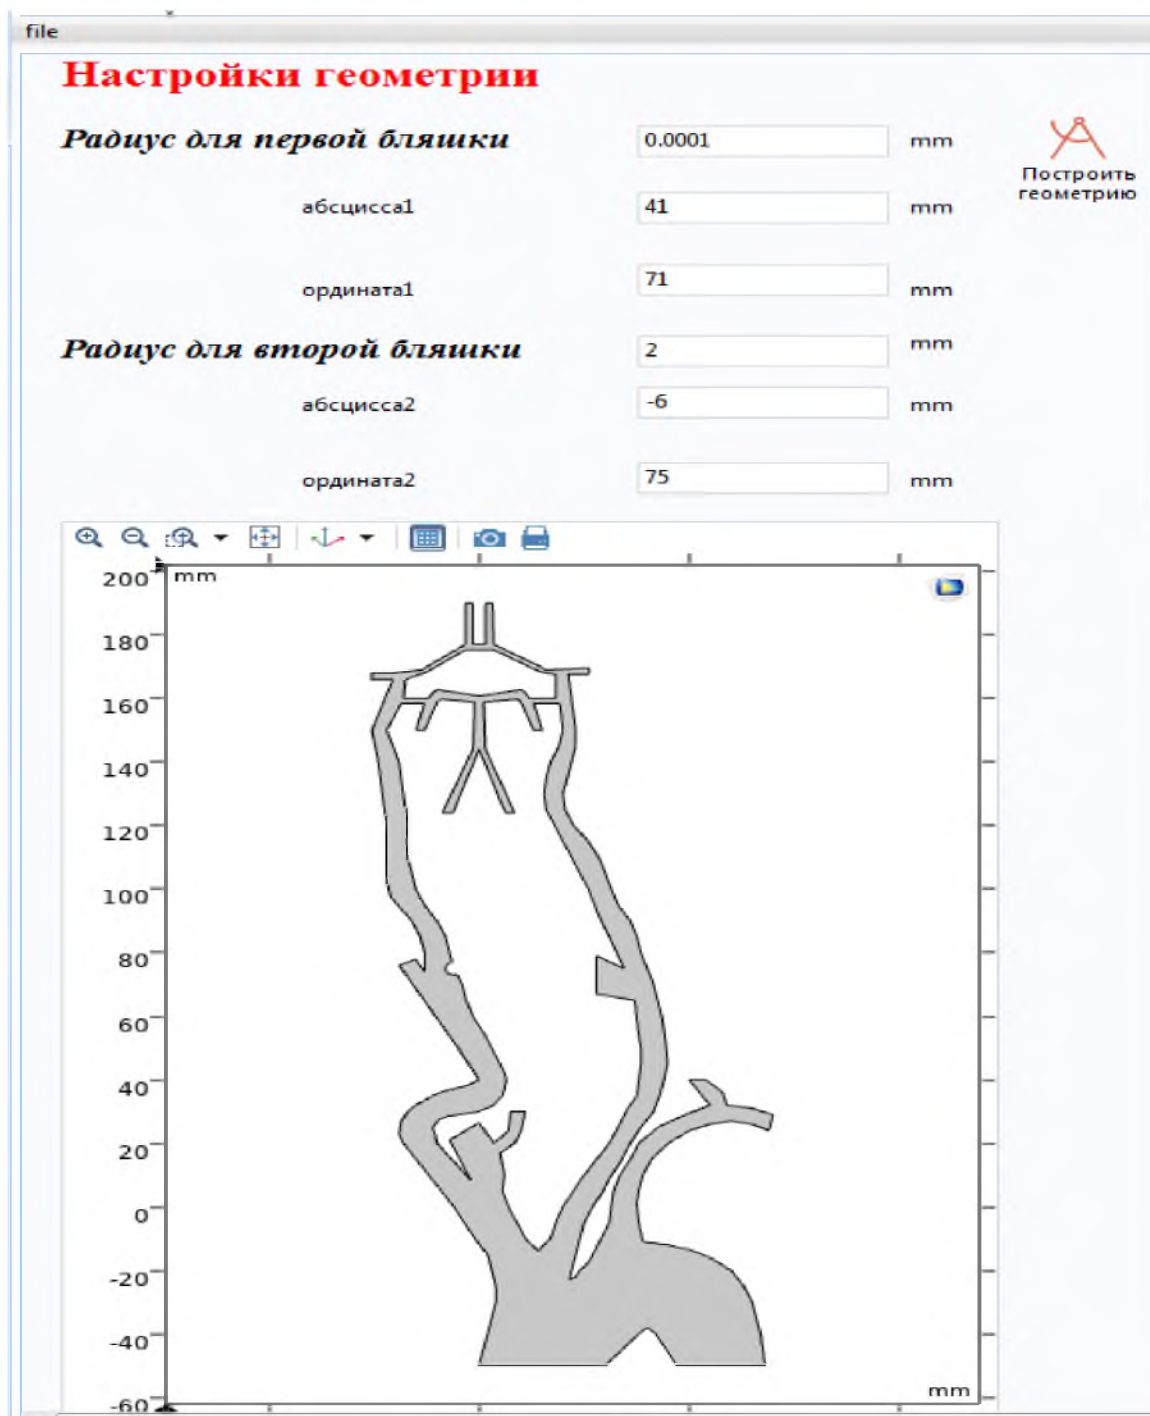 file
Настройки геометрии
Радиус для первой бляшки 0.0001 mm
Построить
геометрию
абсцисса1 41 mm
ордината1 71 mm
Радиус для второй бляшки 2 mm
абсцисса2 -6 mm
ордината2 75 mm
200 mm
180
160
140
120
100
80
60
40
20
0
-20
-40
mm
-60